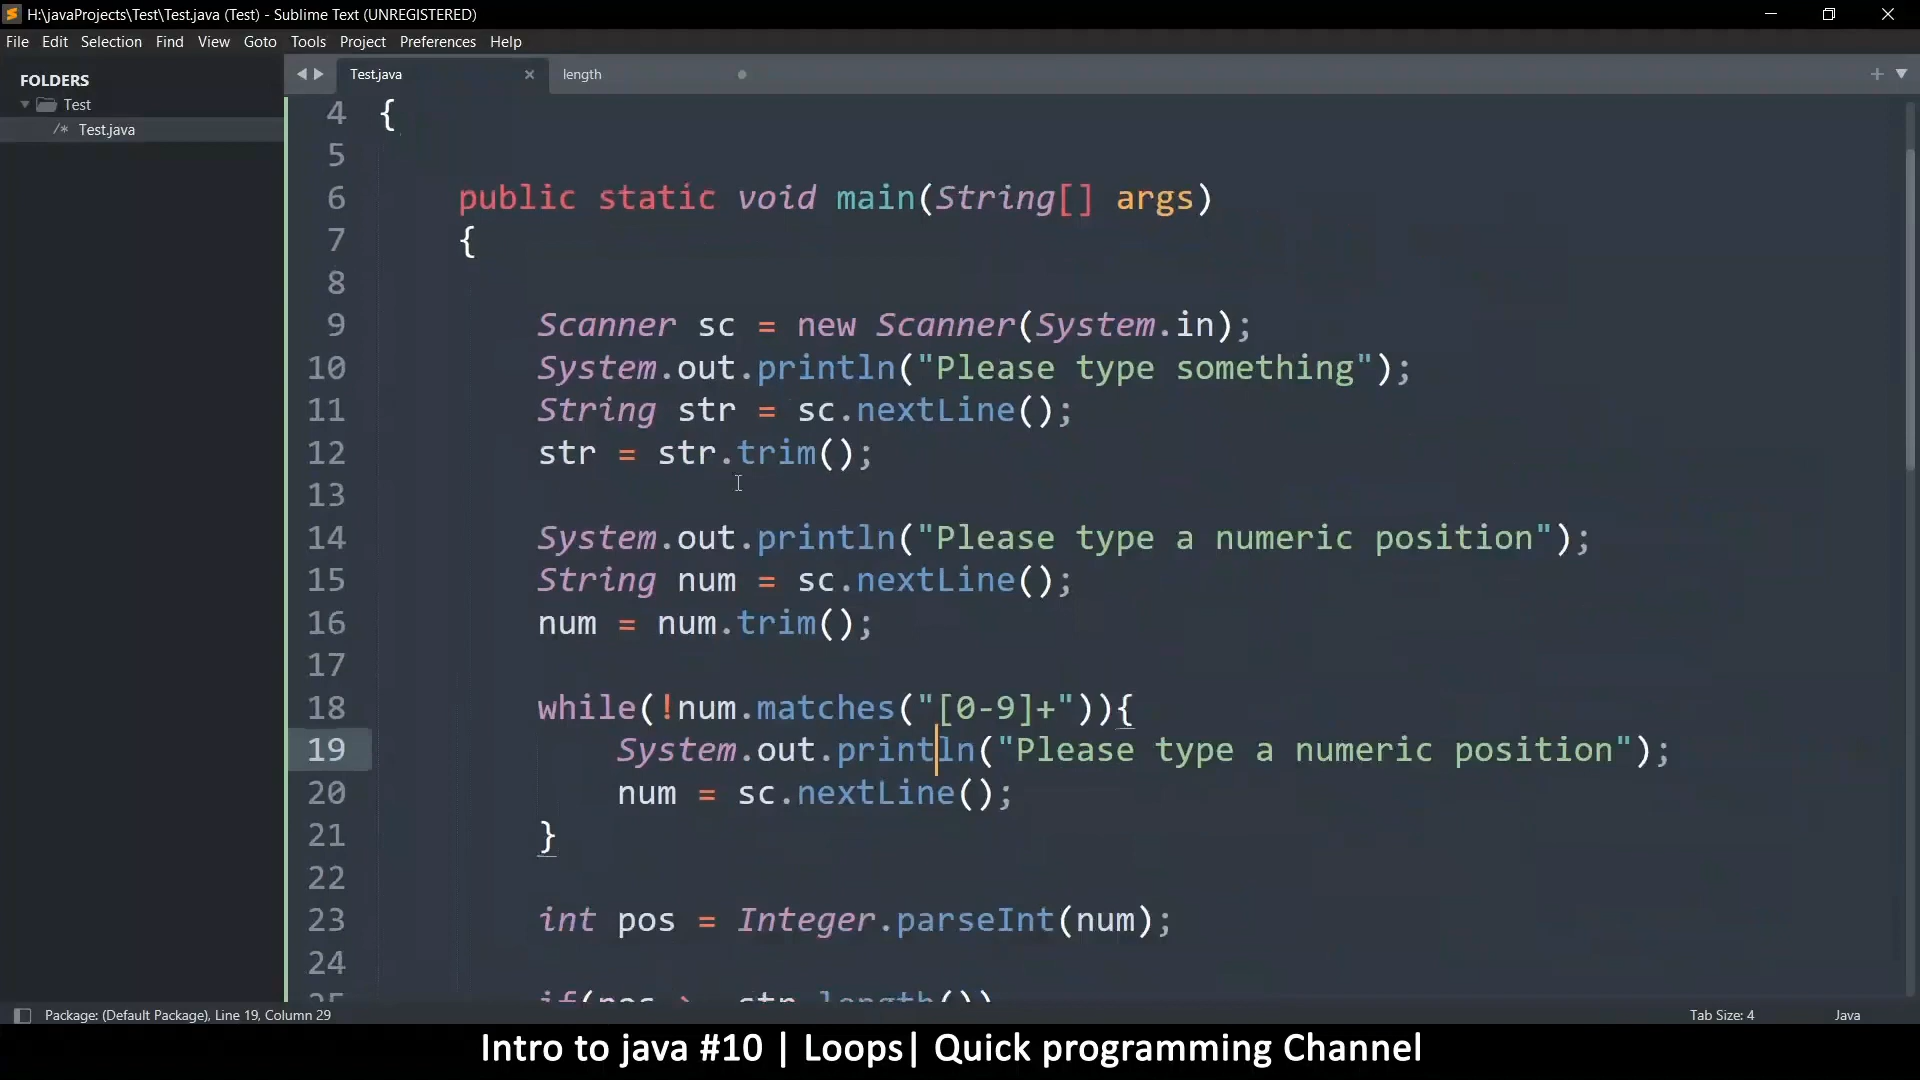 H:\javaProjects\Test\Test.java (Test) - Sublime Text (UNREGISTERED)
File Edit Selection Find View Goto Tools Project Preferences Help
FOLDERS
Test
/* Test.java
Test.java
length
4 {
5
6 public static void main(String[] args)
7 {
8
9 Scanner sc = new Scanner(System.in);
10 System.out.println("Please type something");
11 String str = sc.nextLine();
12 str = str.trim();
13
14 System.out.println("Please type a numeric position");
15 String num = sc.nextLine();
16 num = num.trim();
17
18 while(!num.matches("[0-9]+")){
19 System.out.println("Please type a numeric position");
20 num = sc.nextLine();
21 }
22
23 int pos = Integer.parseInt(num);
24
25 if(pos > str.length())
Package: (Default Package), Line 19, Column 29
Tab Size: 4
Java
Intro to java #10 | Loops| Quick programming Channel